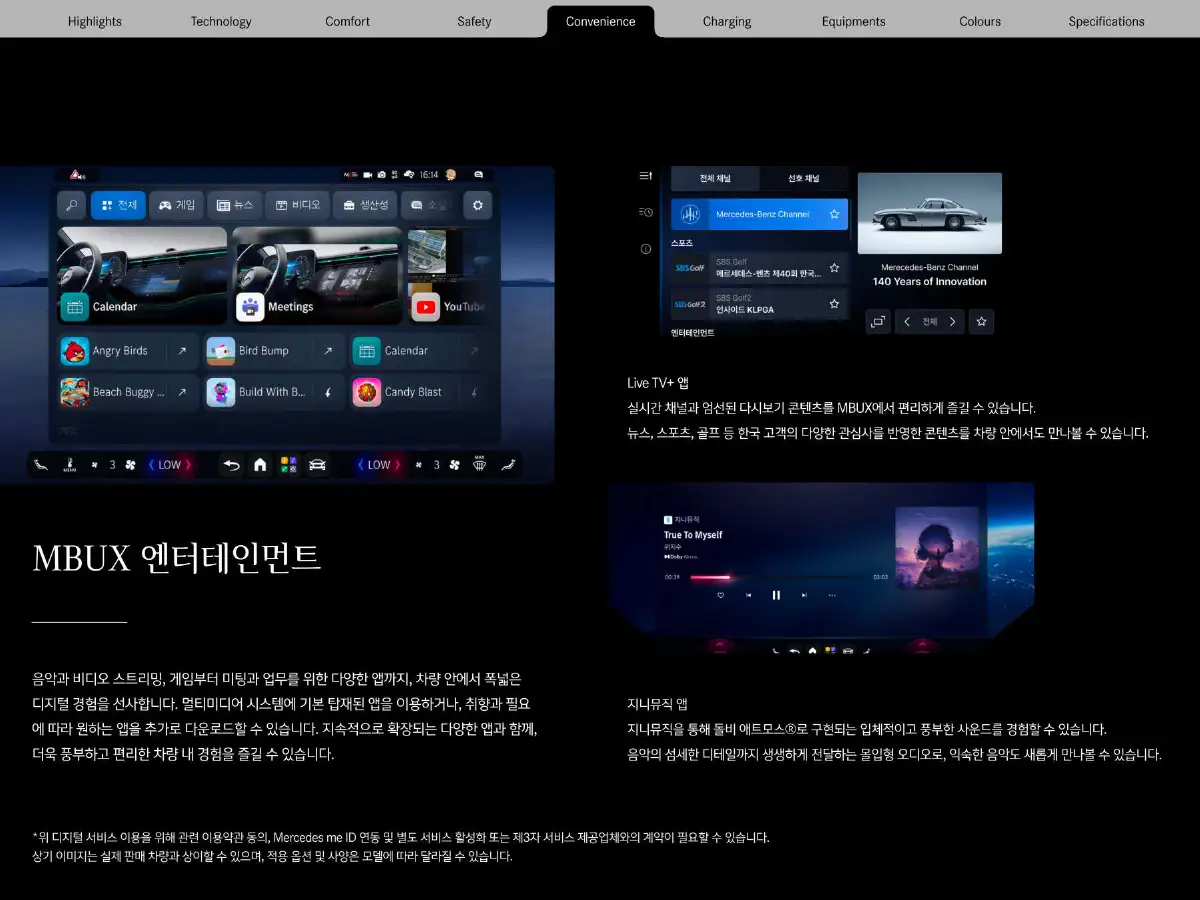 Highlights
Technology
Comfort
Safety
Convenience
Charging
Equipments
Colours
Specifications
16:14
전체
게임
뉴스
비디오
생산성
Calendar
Meetings
YouTube
Angry Birds
Bird Bump
Calendar
Beach Buggy ...
Build With B...
Candy Blast
MENU
3
LOW
LOW
3
MAX
MBUX 엔터테인먼트
음악과 비디오 스트리밍, 게임부터 미팅과 업무를 위한 다양한 앱까지, 차량 안에서 폭넓은
디지털 경험을 선사합니다. 멀티미디어 시스템에 기본 탑재된 앱을 이용하거나, 취향과 필요
에 따라 원하는 앱을 추가로 다운로드할 수 있습니다. 지속적으로 확장되는 다양한 앱과 함께,
더욱 풍부하고 편리한 차량 내 경험을 즐길 수 있습니다.
전체 채널
선호 채널
Mercedes-Benz Channel
스포츠
SBS Golf
SBS Golf
메르세데스-벤츠 제40회 한국...
SBS Golf2
SBS Golf2
인사이드 KLPGA
엔터테인먼트
Merecedes-Benz Channel
140 Years of Innovation
전체
Live TV+ 앱
실시간 채널과 엄선된 다시보기 콘텐츠를 MBUX에서 편리하게 즐길 수 있습니다.
뉴스, 스포츠, 골프 등 한국 고객의 다양한 관심사를 반영한 콘텐츠를 차량 안에서도 만나볼 수 있습니다.
지니뮤직
True To Myself
위지수
Dolby Atmos
00:39
03:03
지니뮤직 앱
지니뮤직을 통해 돌비 애트모스®로 구현되는 입체적이고 풍부한 사운드를 경험할 수 있습니다.
음악의 섬세한 디테일까지 생생하게 전달하는 몰입형 오디오로, 익숙한 음악도 새롭게 만나볼 수 있습니다.
*위 디지털 서비스 이용을 위해 관련 이용약관 동의, Mercedes me ID 연동 및 별도 서비스 활성화 또는 제3자 서비스 제공업체와의 계약이 필요할 수 있습니다.
상기 이미지는 실제 판매 차량과 상이할 수 있으며, 적용 옵션 및 사양은 모델에 따라 달라질 수 있습니다.